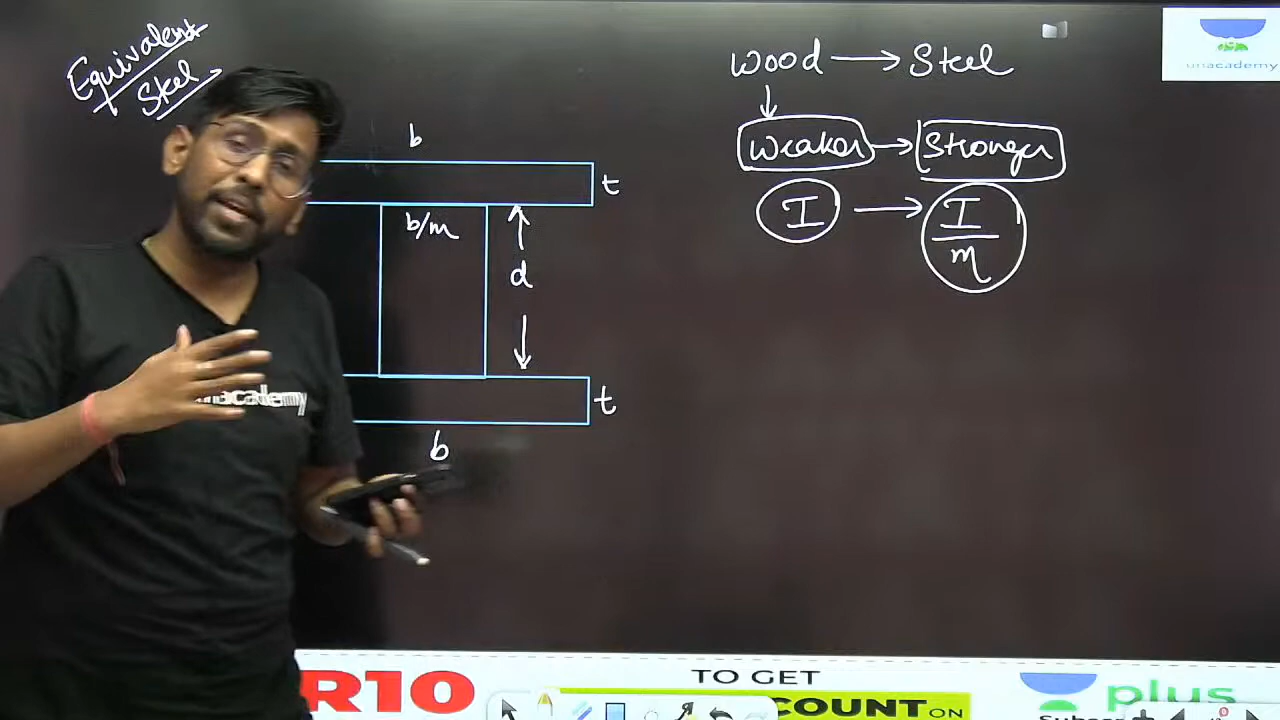 Equivalent
Steel
b
t
b/m
d
t
b
Wood → Steel
Weaker → Stronger
I → I/m
unacademy
unacademy
R10
TO GET
COUNT ON
plus